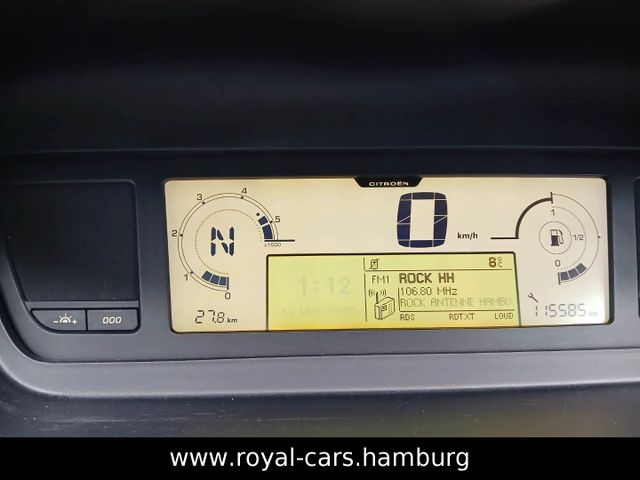 CITROËN
4
3
5
2
x1000
N
1
0
27.8 km
000
0
km/h
1
1/2
0
8°C
1:12
FM1
ROCK HH
106.80 MHz
ROCK ANTENNE HAMBU
RDS RDTXT LOUD
115585 km
www.royal-cars.hamburg